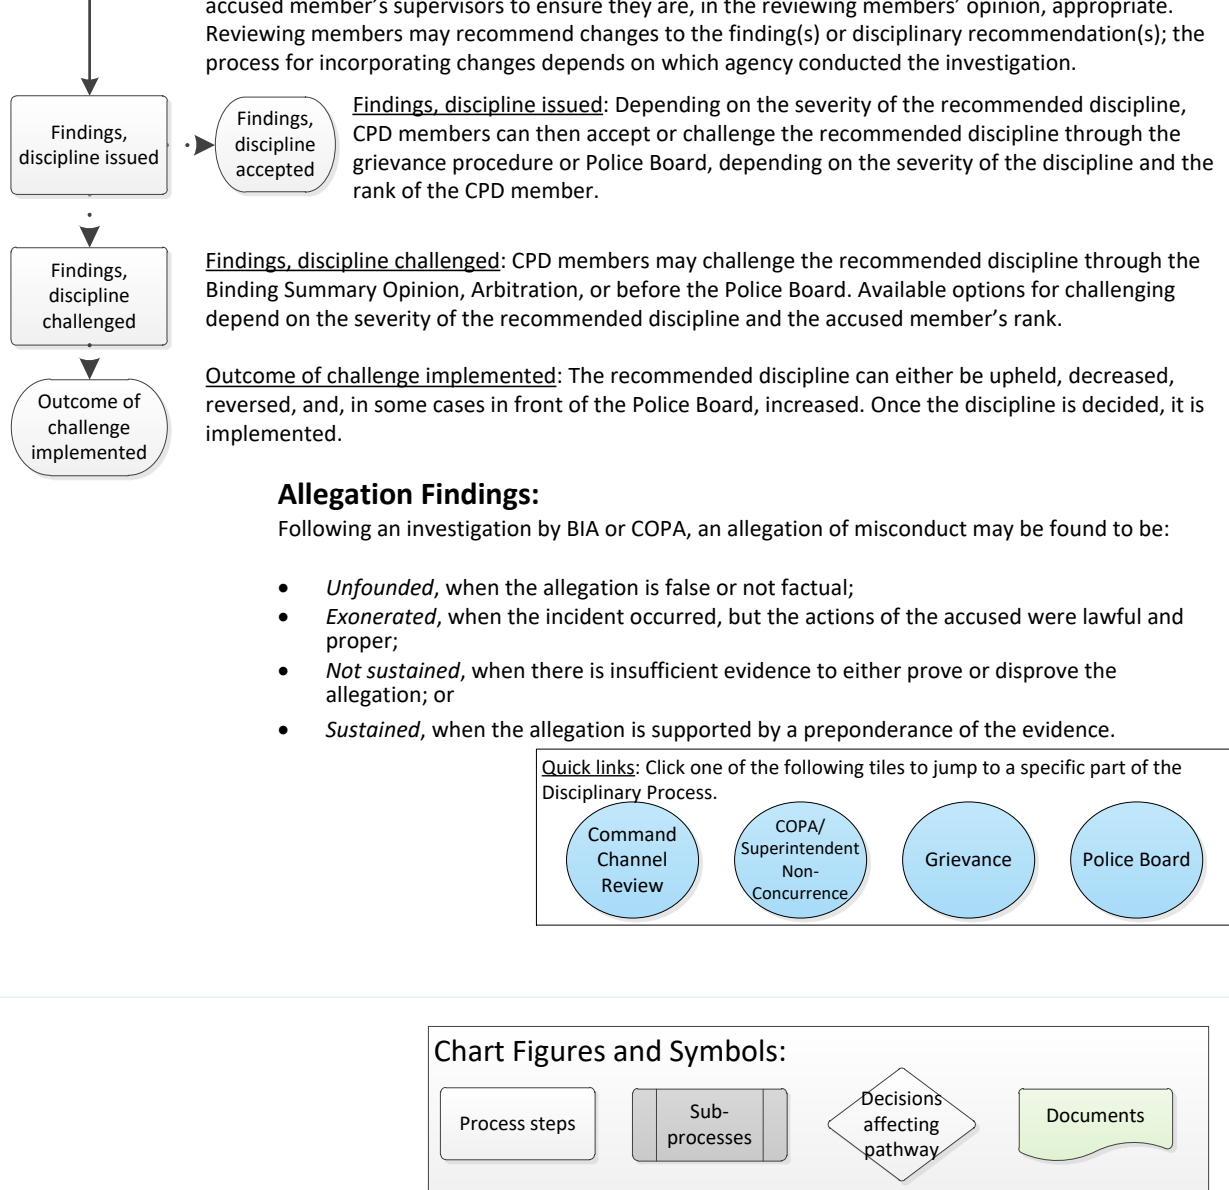 accused member's supervisors to ensure they are, in the reviewing members' opinion, appropriate.
Reviewing members may recommend changes to the finding(s) or disciplinary recommendation(s); the
process for incorporating changes depends on which agency conducted the investigation.
Findings,
discipline issued
Findings,
discipline
accepted
Findings, discipline issued: Depending on the severity of the recommended discipline,
CPD members can then accept or challenge the recommended discipline through the
grievance procedure or Police Board, depending on the severity of the discipline and the
rank of the CPD member.
Findings,
discipline
challenged
Findings, discipline challenged: CPD members may challenge the recommended discipline through the
Binding Summary Opinion, Arbitration, or before the Police Board. Available options for challenging
depend on the severity of the recommended discipline and the accused member's rank.
Outcome of
challenge
implemented
Outcome of challenge implemented: The recommended discipline can either be upheld, decreased,
reversed, and, in some cases in front of the Police Board, increased. Once the discipline is decided, it is
implemented.
Allegation Findings:
Following an investigation by BIA or COPA, an allegation of misconduct may be found to be:
• Unfounded, when the allegation is false or not factual;
• Exonerated, when the incident occurred, but the actions of the accused were lawful and
proper;
• Not sustained, when there is insufficient evidence to either prove or disprove the
allegation; or
• Sustained, when the allegation is supported by a preponderance of the evidence.
Quick links: Click one of the following tiles to jump to a specific part of the
Disciplinary Process.
Command
Channel
Review
COPA/
Superintendent
Non-
Concurrence
Grievance
Police Board
Chart Figures and Symbols:
Process steps
Sub-
processes
Decisions
affecting
pathway
Documents